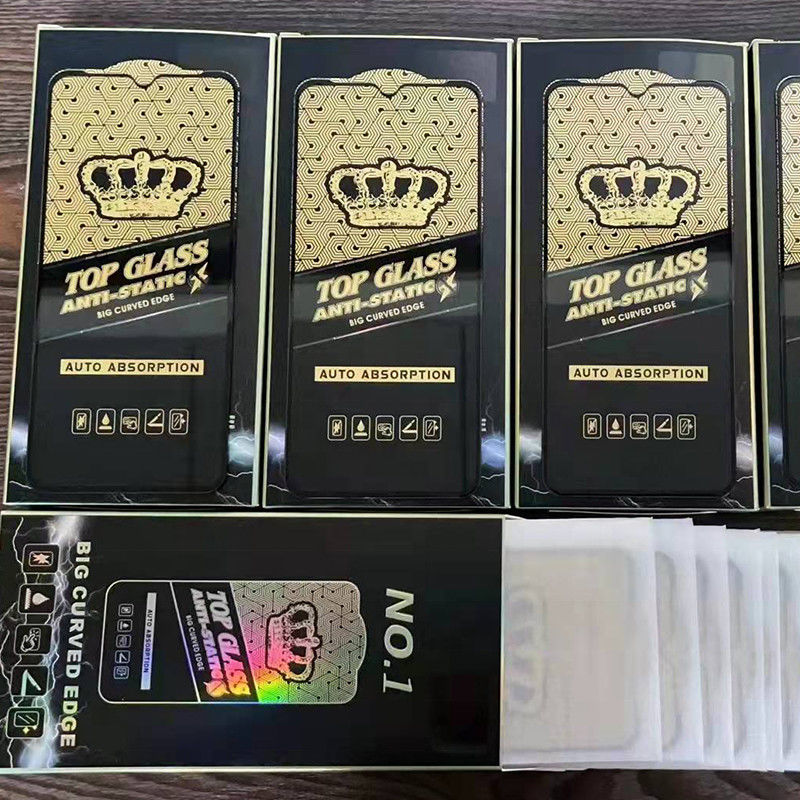 TOP GLASS
ANTI-STATIC
BIG CURVED EDGE
AUTO ABSORPTION
TOP GLASS
ANTI-STATIC
BIG CURVED EDGE
AUTO ABSORPTION
TOP GLASS
ANTI-STATIC
BIG CURVED EDGE
AUTO ABSORPTION
NO.1
TOP GLASS
ANTI-STATIC
BIG CURVED EDGE
AUTO ABSORPTION
BIG CURVED EDGE